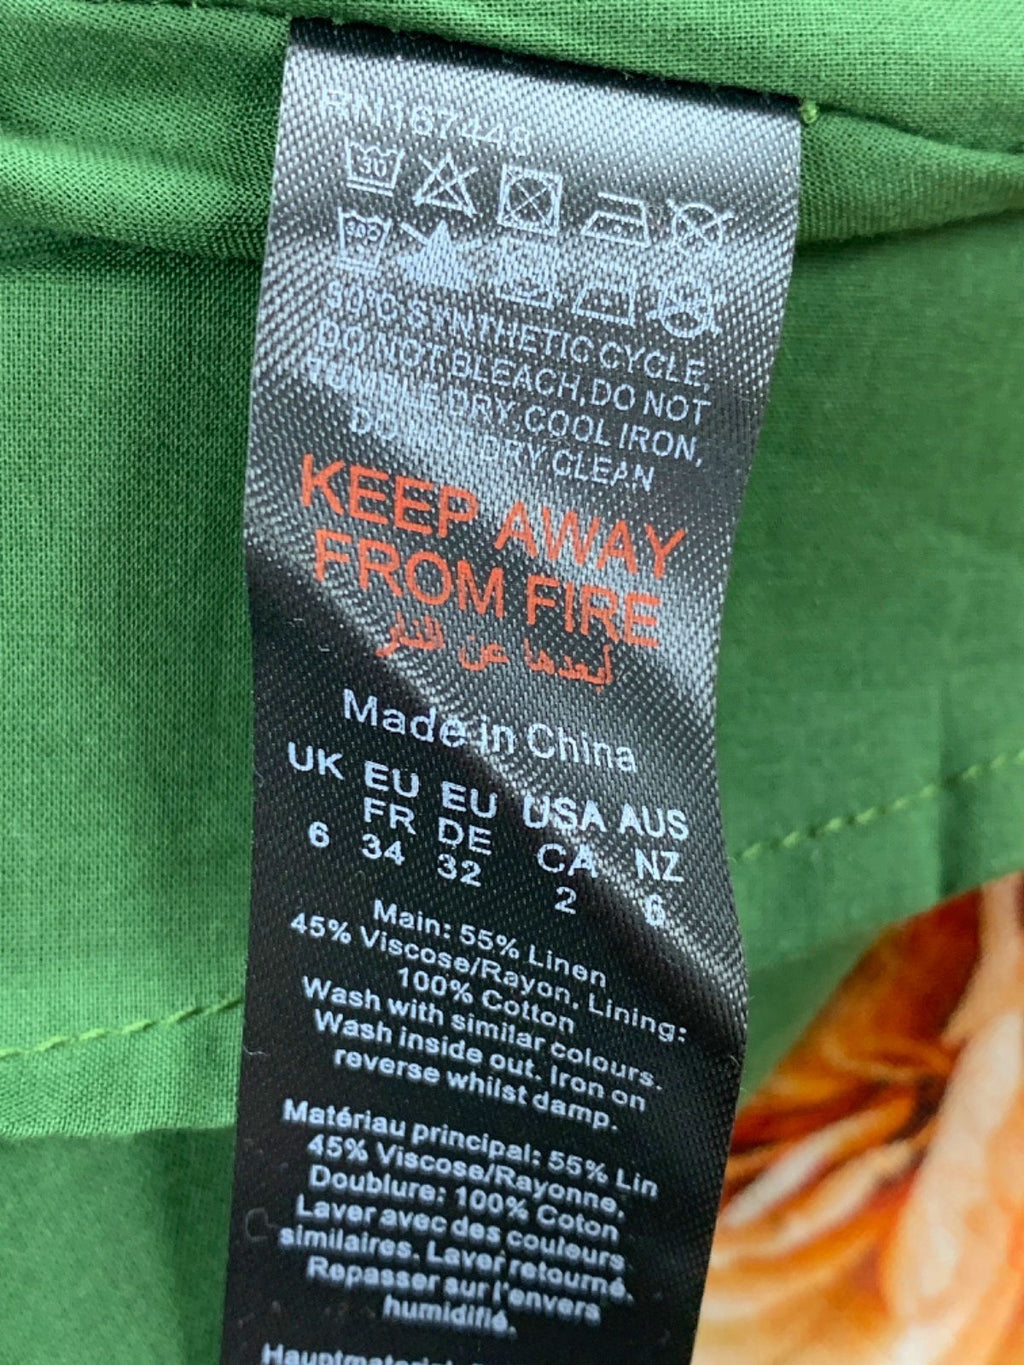 RN 167448
30
30°C SYNTHETIC CYCLE,
DO NOT BLEACH, DO NOT
TUMBLE DRY, COOL IRON,
DO NOT DRY CLEAN
KEEP AWAY
FROM FIRE
أبعدها عن النار
Made in China
UK EU EU USA AUS
FR DE CA NZ
6 34 32 2 6
Main: 55% Linen
45% Viscose/Rayon, Lining:
100% Cotton
Wash with similar colours.
Wash inside out. Iron on
reverse whilst damp.
Matériau principal: 55% Lin
45% Viscose/Rayonne,
Doublure: 100% Coton
Laver avec des couleurs
similaires. Laver retourné.
Repasser sur l'envers
humidifié.